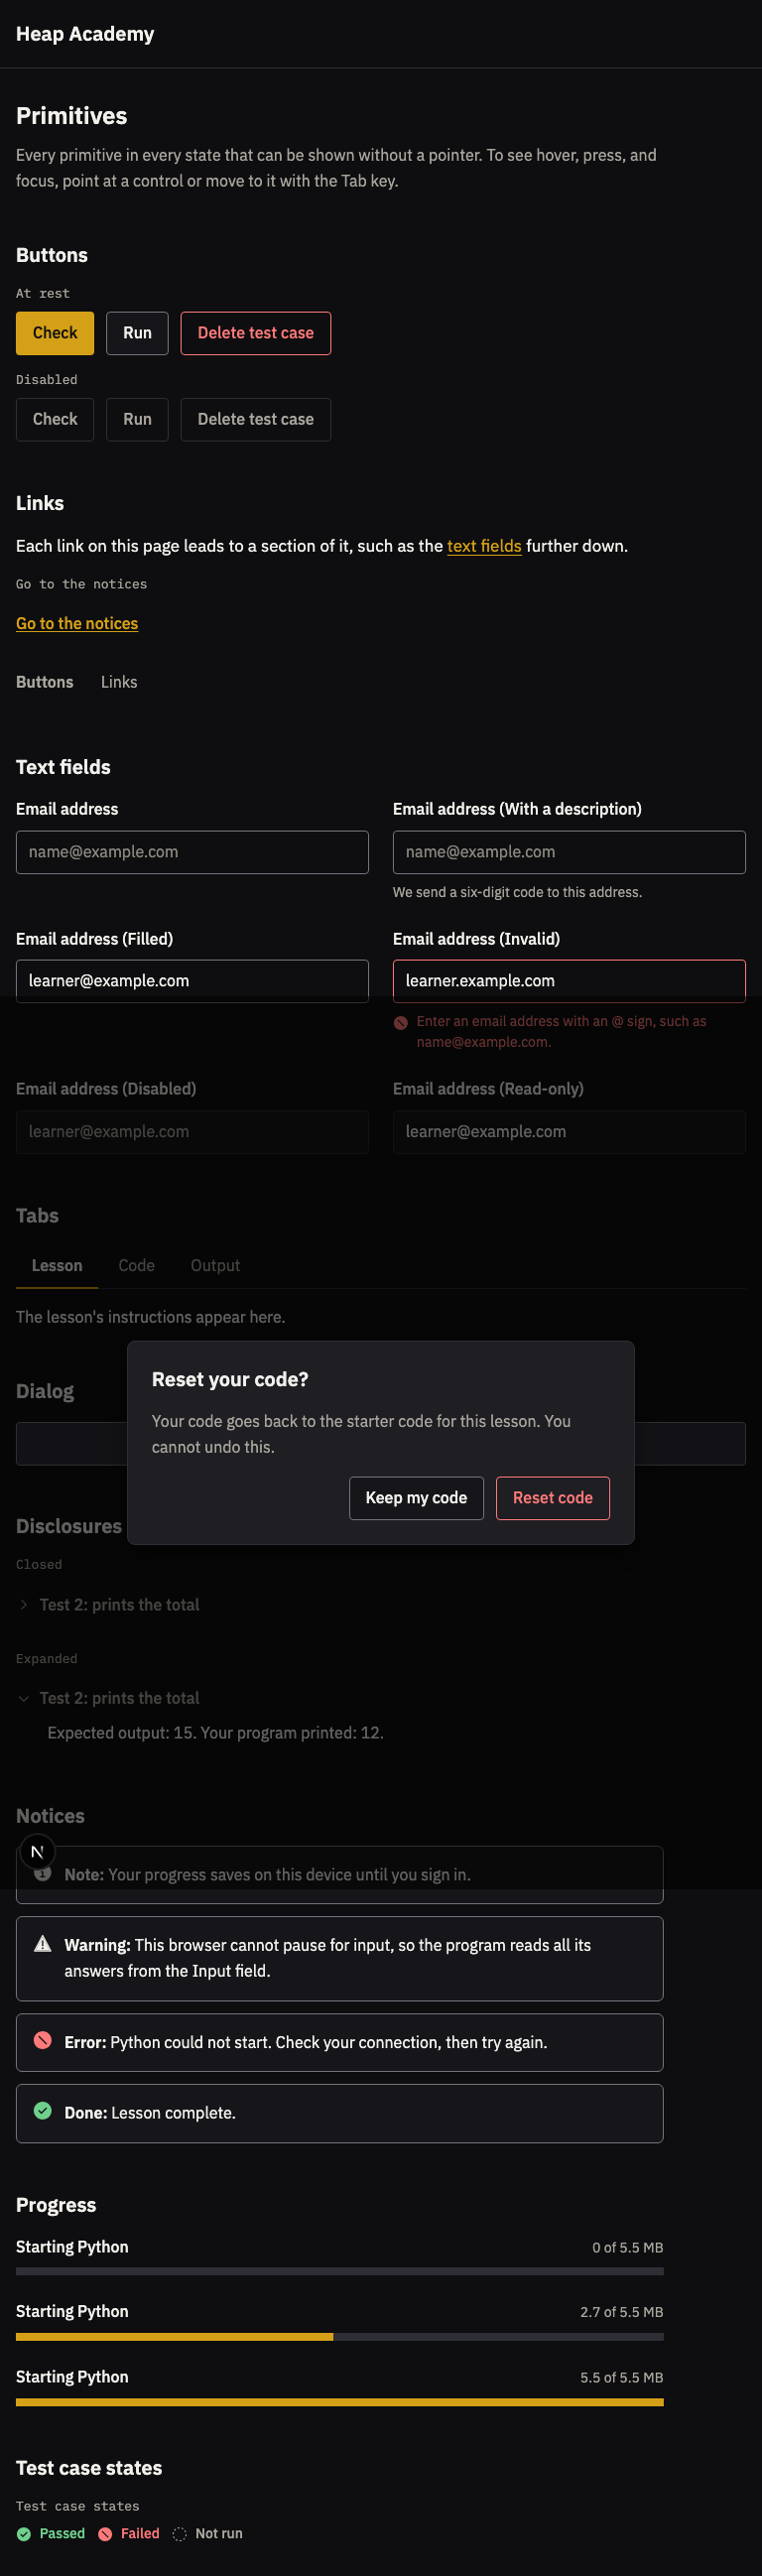 Heap Academy
Primitives
Every primitive in every state that can be shown without a pointer. To see hover, press, and
focus, point at a control or move to it with the Tab key.
Buttons
At rest
Check Run Delete test case
Disabled
Check Run Delete test case
Links
Each link on this page leads to a section of it, such as the text fields further down.
Go to the notices
Go to the notices
Buttons Links
Text fields
Email address
name@example.com
Email address (With a description)
name@example.com
We send a six-digit code to this address.
Email address (Filled)
learner@example.com
Email address (Invalid)
learner.example.com
Enter an email address with an @ sign, such as
name@example.com.
Email address (Disabled)
learner@example.com
Email address (Read-only)
learner@example.com
Tabs
Lesson Code Output
The lesson's instructions appear here.
Dialog
Reset your code?
Your code goes back to the starter code for this lesson. You
cannot undo this.
Keep my code Reset code
Disclosures
Closed
Test 2: prints the total
Expanded
Test 2: prints the total
Expected output: 15. Your program printed: 12.
Notices
N
Note: Your progress saves on this device until you sign in.
Warning: This browser cannot pause for input, so the program reads all its
answers from the Input field.
Error: Python could not start. Check your connection, then try again.
Done: Lesson complete.
Progress
Starting Python 0 of 5.5 MB
Starting Python 2.7 of 5.5 MB
Starting Python 5.5 of 5.5 MB
Test case states
Test case states
Passed Failed Not run